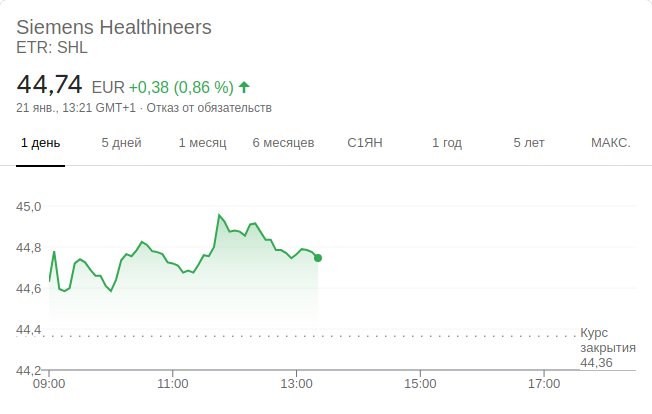 Siemens Healthineers
ETR: SHL
44,74 EUR +0,38 (0,86 %)
21 янв., 13:21 GMT+1 · Отказ от обязательств
1 день 5 дней 1 месяц 6 месяцев С1ЯН 1 год 5 лет МАКС.
45,0
44,8
44,6
44,4
Курс
закрытия
44,36
44,2
09:00 11:00 13:00 15:00 17:00